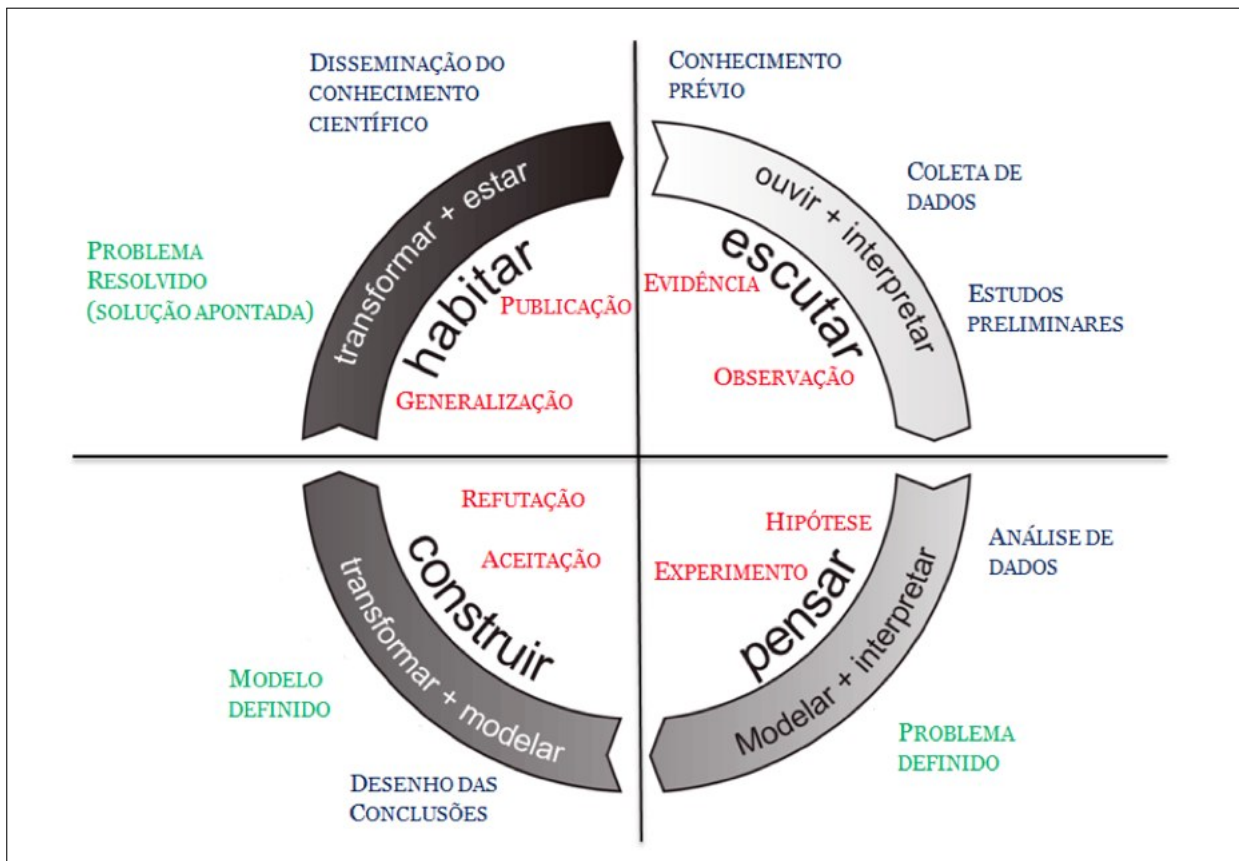 DISSEMINAÇÃO DO
CONHECIMENTO
CIENTÍFICO
PROBLEMA
RESOLVIDO
(SOLUÇÃO APONTADA)
transformar + estar
habitar
PUBLICAÇÃO
GENERALIZAÇÃO
CONHECIMENTO
PRÉVIO
COLETA DE
DADOS
ESTUDOS
PRELIMINARES
ouvir + interpretar
escutar
EVIDÊNCIA
OBSERVAÇÃO
REFUTAÇÃO
ACEITAÇÃO
construir
transformar + modelar
MODELO
DEFINIDO
DESENHO DAS
CONCLUSÕES
HIPÓTESE
EXPERIMENTO
pensar
Modelar + interpretar
ANÁLISE DE
DADOS
PROBLEMA
DEFINIDO